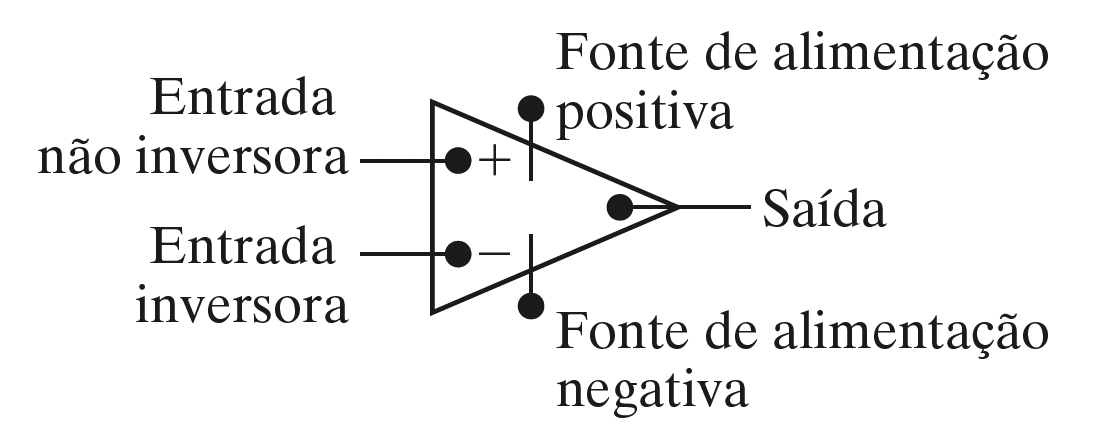 Fonte de alimentação
positiva
Entrada
não inversora
+
Saída
Entrada
inversora
−
Fonte de alimentação
negativa